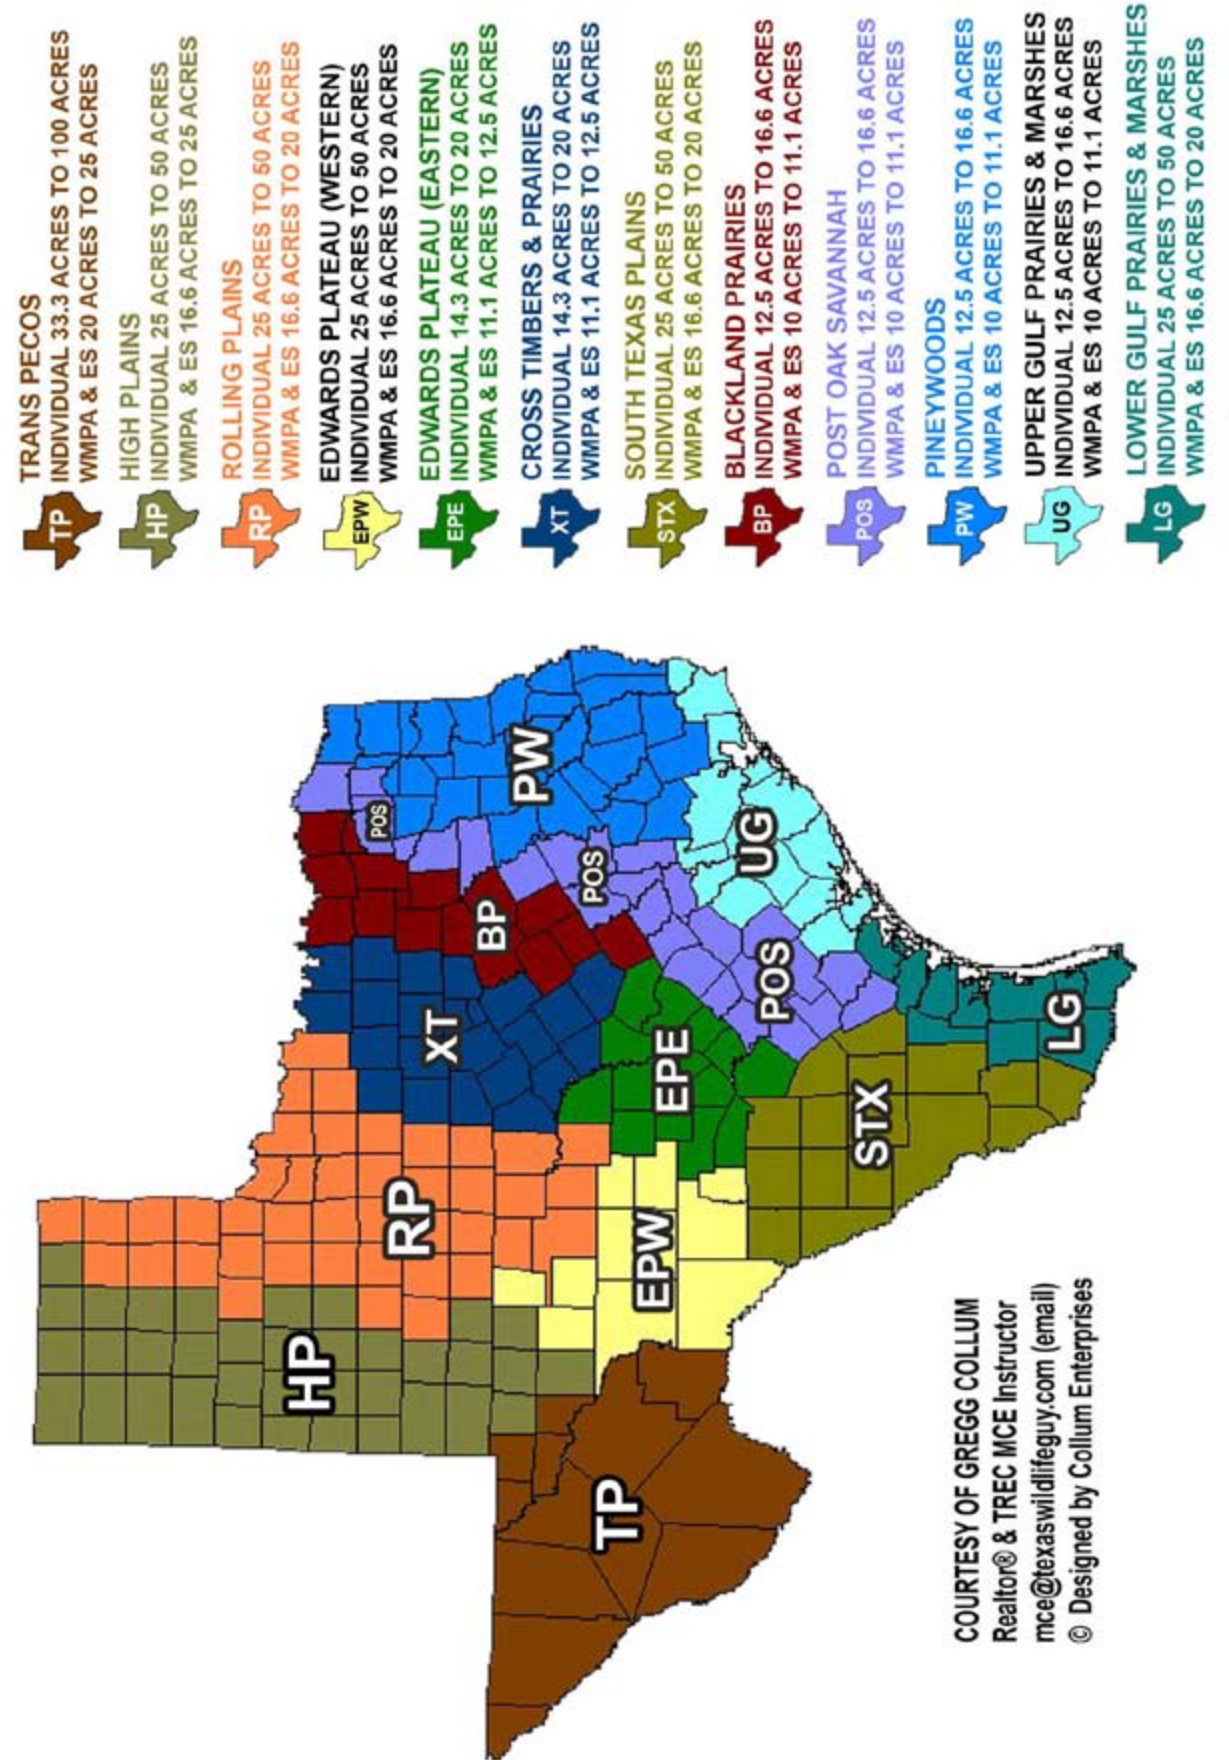 TRANS PECOS
INDIVIDUAL 33.3 ACRES TO 100 ACRES
WMPA & ES 20 ACRES TO 25 ACRES
TP
HIGH PLAINS
INDIVIDUAL 25 ACRES TO 50 ACRES
WMPA & ES 16.6 ACRES TO 25 ACRES
HP
ROLLING PLAINS
INDIVIDUAL 25 ACRES TO 50 ACRES
WMPA & ES 16.6 ACRES TO 20 ACRES
RP
EDWARDS PLATEAU (WESTERN)
INDIVIDUAL 25 ACRES TO 50 ACRES
WMPA & ES 16.6 ACRES TO 20 ACRES
EPW
EDWARDS PLATEAU (EASTERN)
INDIVIDUAL 14.3 ACRES TO 20 ACRES
WMPA & ES 11.1 ACRES TO 12.5 ACRES
EPE
CROSS TIMBERS & PRAIRIES
INDIVIDUAL 14.3 ACRES TO 20 ACRES
WMPA & ES 11.1 ACRES TO 12.5 ACRES
XT
SOUTH TEXAS PLAINS
INDIVIDUAL 25 ACRES TO 50 ACRES
WMPA & ES 16.6 ACRES TO 20 ACRES
STX
BLACKLAND PRAIRIES
INDIVIDUAL 12.5 ACRES TO 16.6 ACRES
WMPA & ES 10 ACRES TO 11.1 ACRES
BP
POST OAK SAVANNAH
INDIVIDUAL 12.5 ACRES TO 16.6 ACRES
WMPA & ES 10 ACRES TO 11.1 ACRES
POS
PINEYWOODS
INDIVIDUAL 12.5 ACRES TO 16.6 ACRES
WMPA & ES 10 ACRES TO 11.1 ACRES
PW
UPPER GULF PRAIRIES & MARSHES
INDIVIDUAL 12.5 ACRES TO 16.6 ACRES
WMPA & ES 10 ACRES TO 11.1 ACRES
UG
LOWER GULF PRAIRIES & MARSHES
INDIVIDUAL 25 ACRES TO 50 ACRES
WMPA & ES 16.6 ACRES TO 20 ACRES
LG
HP
RP
POS
XT
BP
PW
POS
TP
EPW
EPE
UG
POS
STX
LG
COURTESY OF GREGG COLLUM
Realtor® & TREC MCE Instructor
mce@texaswildlifeguy.com (email)
© Designed by Collum Enterprises